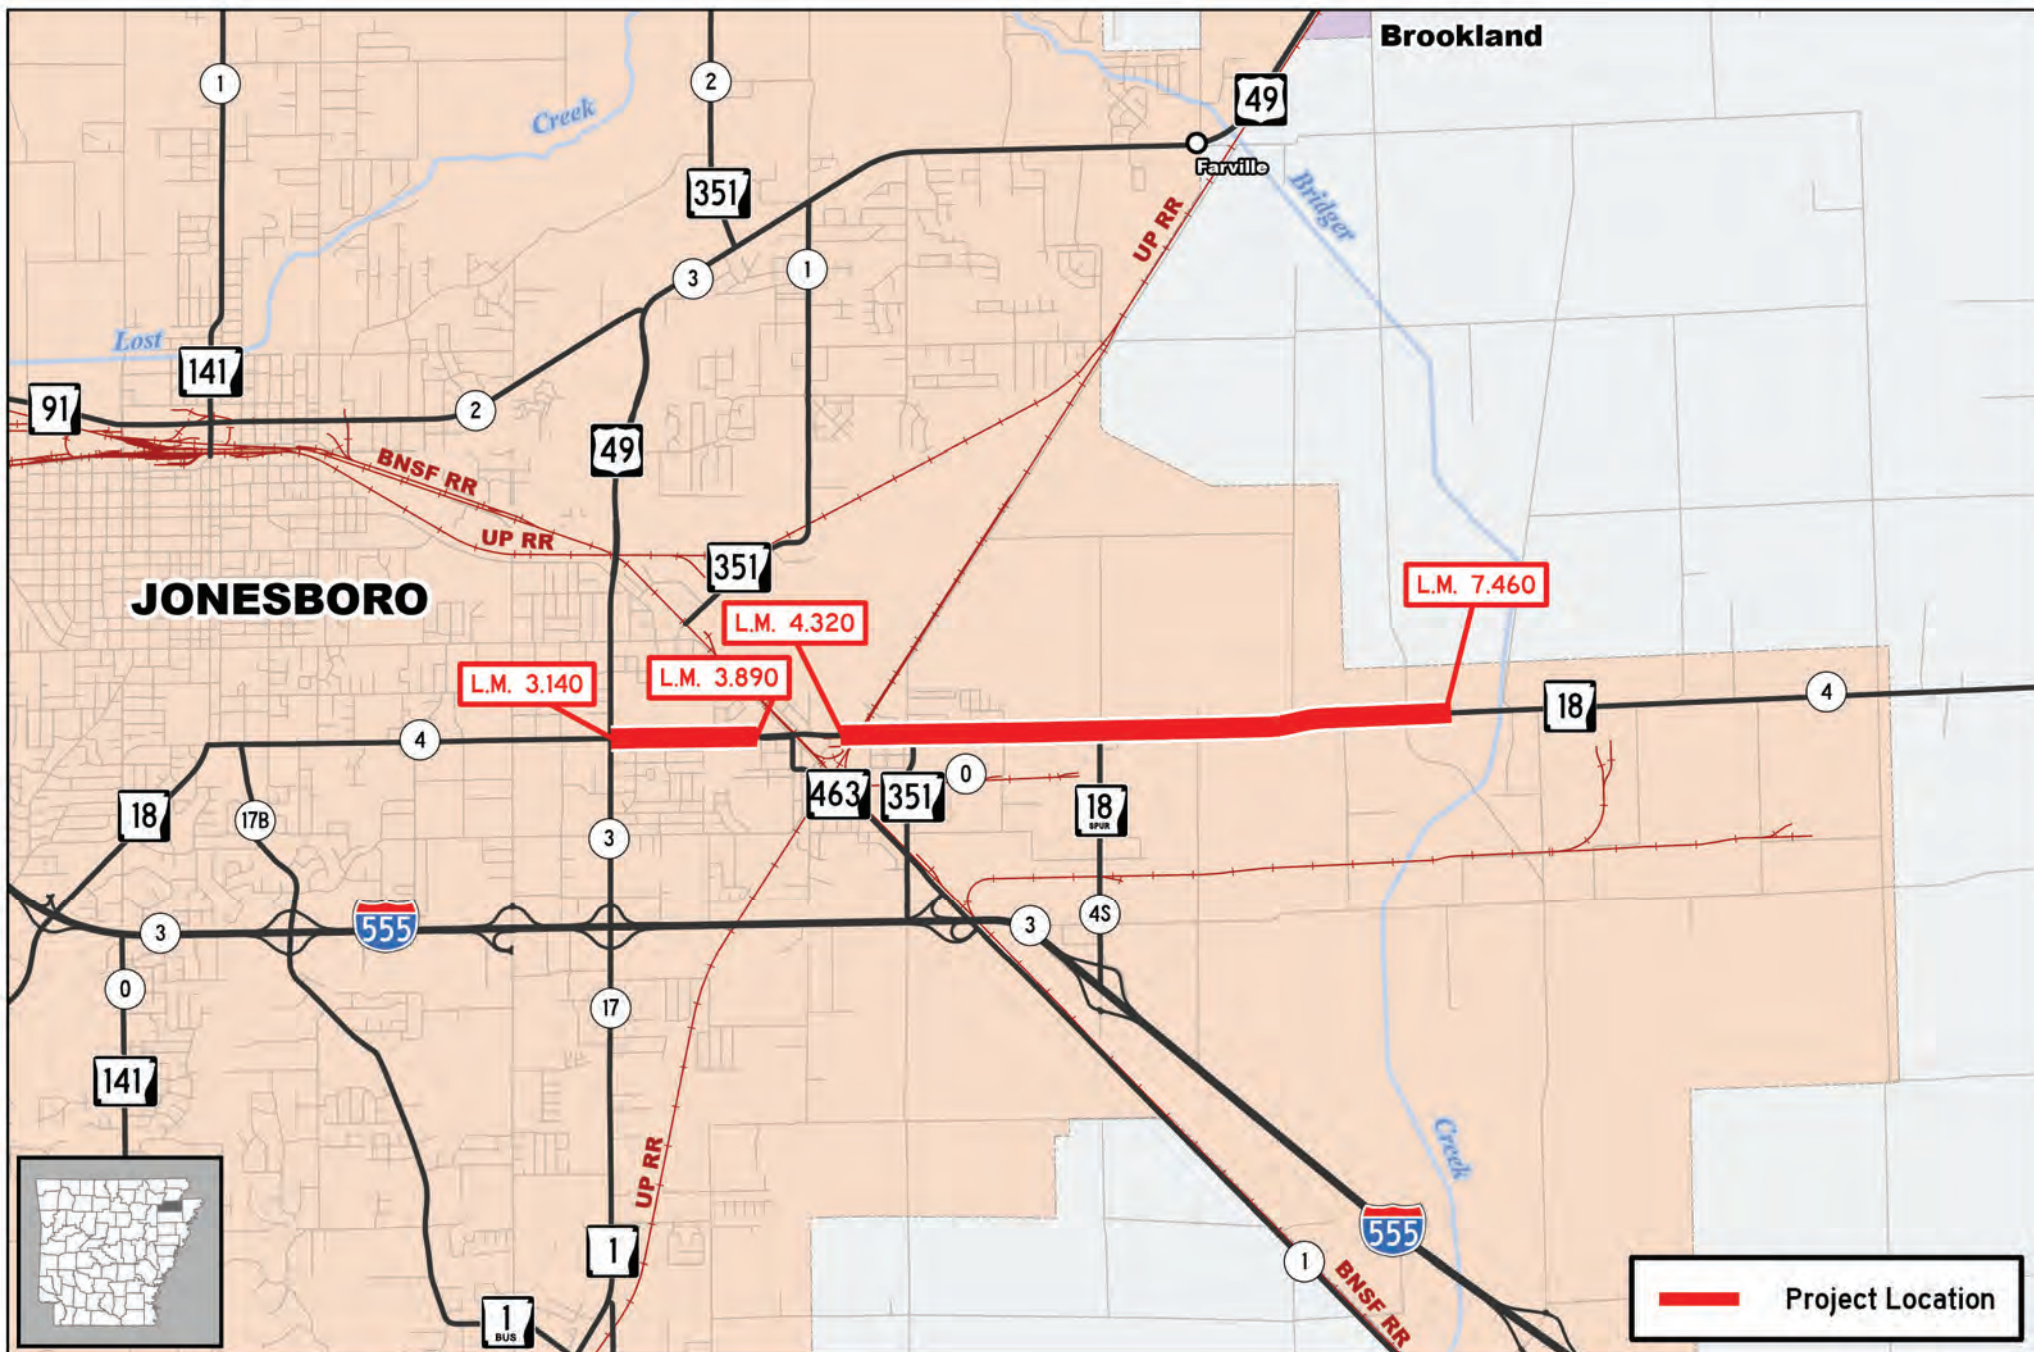 Brookland
1
2
49
Creek
Farville
351
Bridger
UP RR
3
1
Lost
141
91
2
49
BNSF RR
UP RR
351
JONESBORO
L.M. 7.460
L.M. 4.320
L.M. 3.890
L.M. 3.140
18
4
4
463
351
0
18
SPUR
18
17B
3
555
3
3
4S
0
17
141
Creek
UP RR
1
555
1
BNSF RR
1
BUS
Project Location